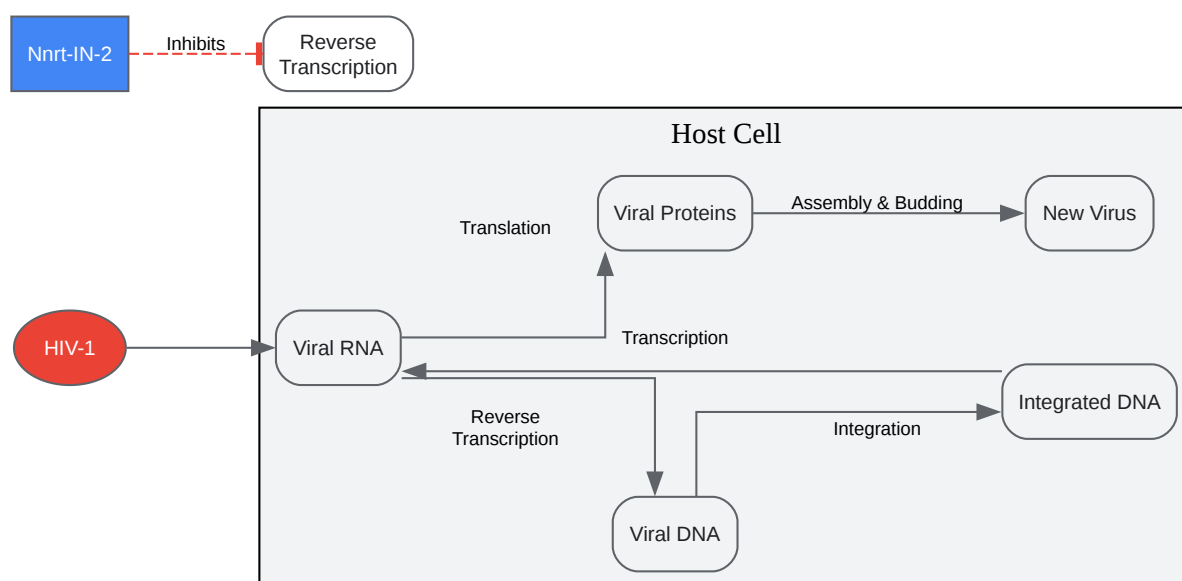 Nnrt-IN-2
Inhibits
Reverse
Transcription
Host Cell
Viral Proteins
Assembly & Budding
New Virus
Translation
HIV-1
Viral RNA
Transcription
Integrated DNA
Reverse
Transcription
Integration
Viral DNA